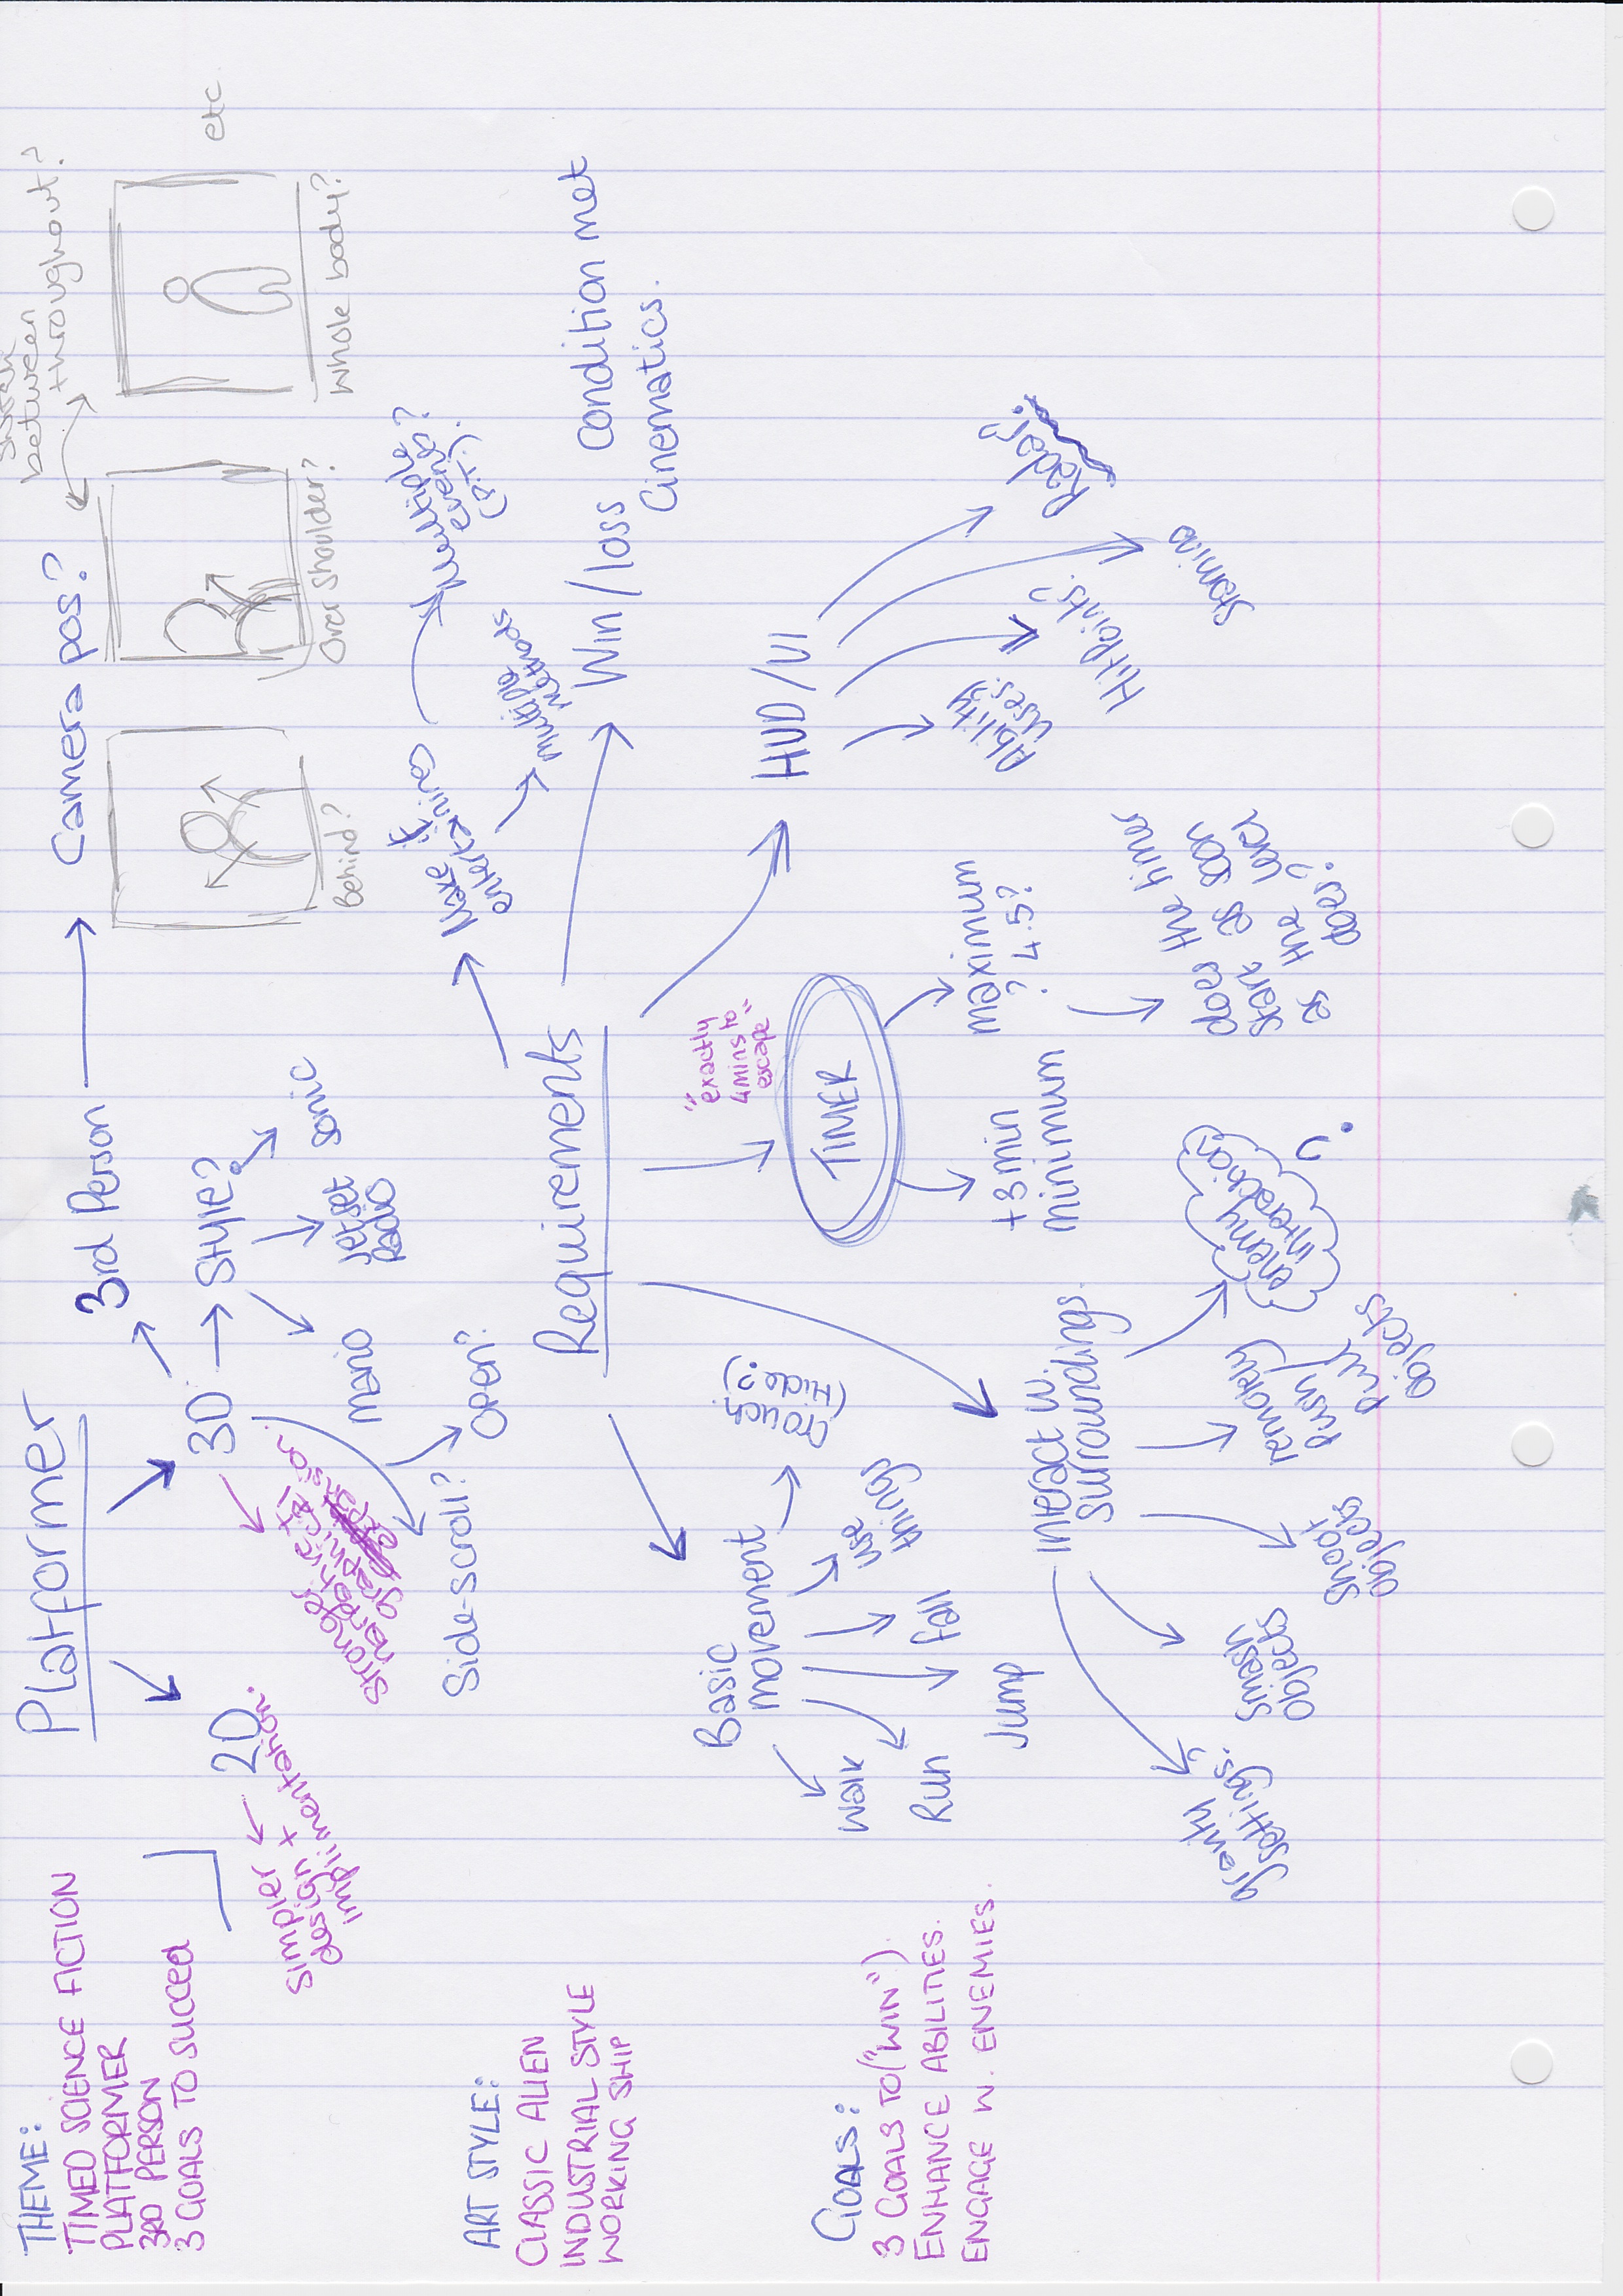 THEME:
TIMED SCIENCE FICTION
PLATFORMER
3RD PERSON
3 GOALS TO SUCCEED
Platformer
2D
simpler
design +
implimentation.
3D
Stronger
narrative +
graphical
expansion.
Side-scroll?
Open?
3rd Person
Style?
Mario
Jetset
Radio
Sonic
Camera pos?
switch
between
throughout?
Behind?
Over shoulder?
Whole body?
etc
ART STYLE:
CLASSIC ALIEN
INDUSTRIAL STYLE
WORKING SHIP
Requirements
Make it
entertaining
Multiple
events?
(P.T.).
multiple
methods
Win/loss condition met
Cinematics.
GOALS:
3 GOALS TO ("WIN").
ENHANCE ABILITIES.
ENGAGE W. ENEMIES.
Basic
movement
Walk
Run
Jump
fall
use
things
Crouch.
(Hide?)
Interact w.
surroundings.
gravity
settings?
Smash
objects
Shoot
objects
remotely
Push/
Pull
objects
enemy
interaction
?
"exactly
4mins to
escape"
TIMER
+3min
minimum
maximum
? 4.5?
does the timer
start as soon
as the level
does?
HUD/UI
Ability
uses?
HitPoints?
Stamina
Radar?